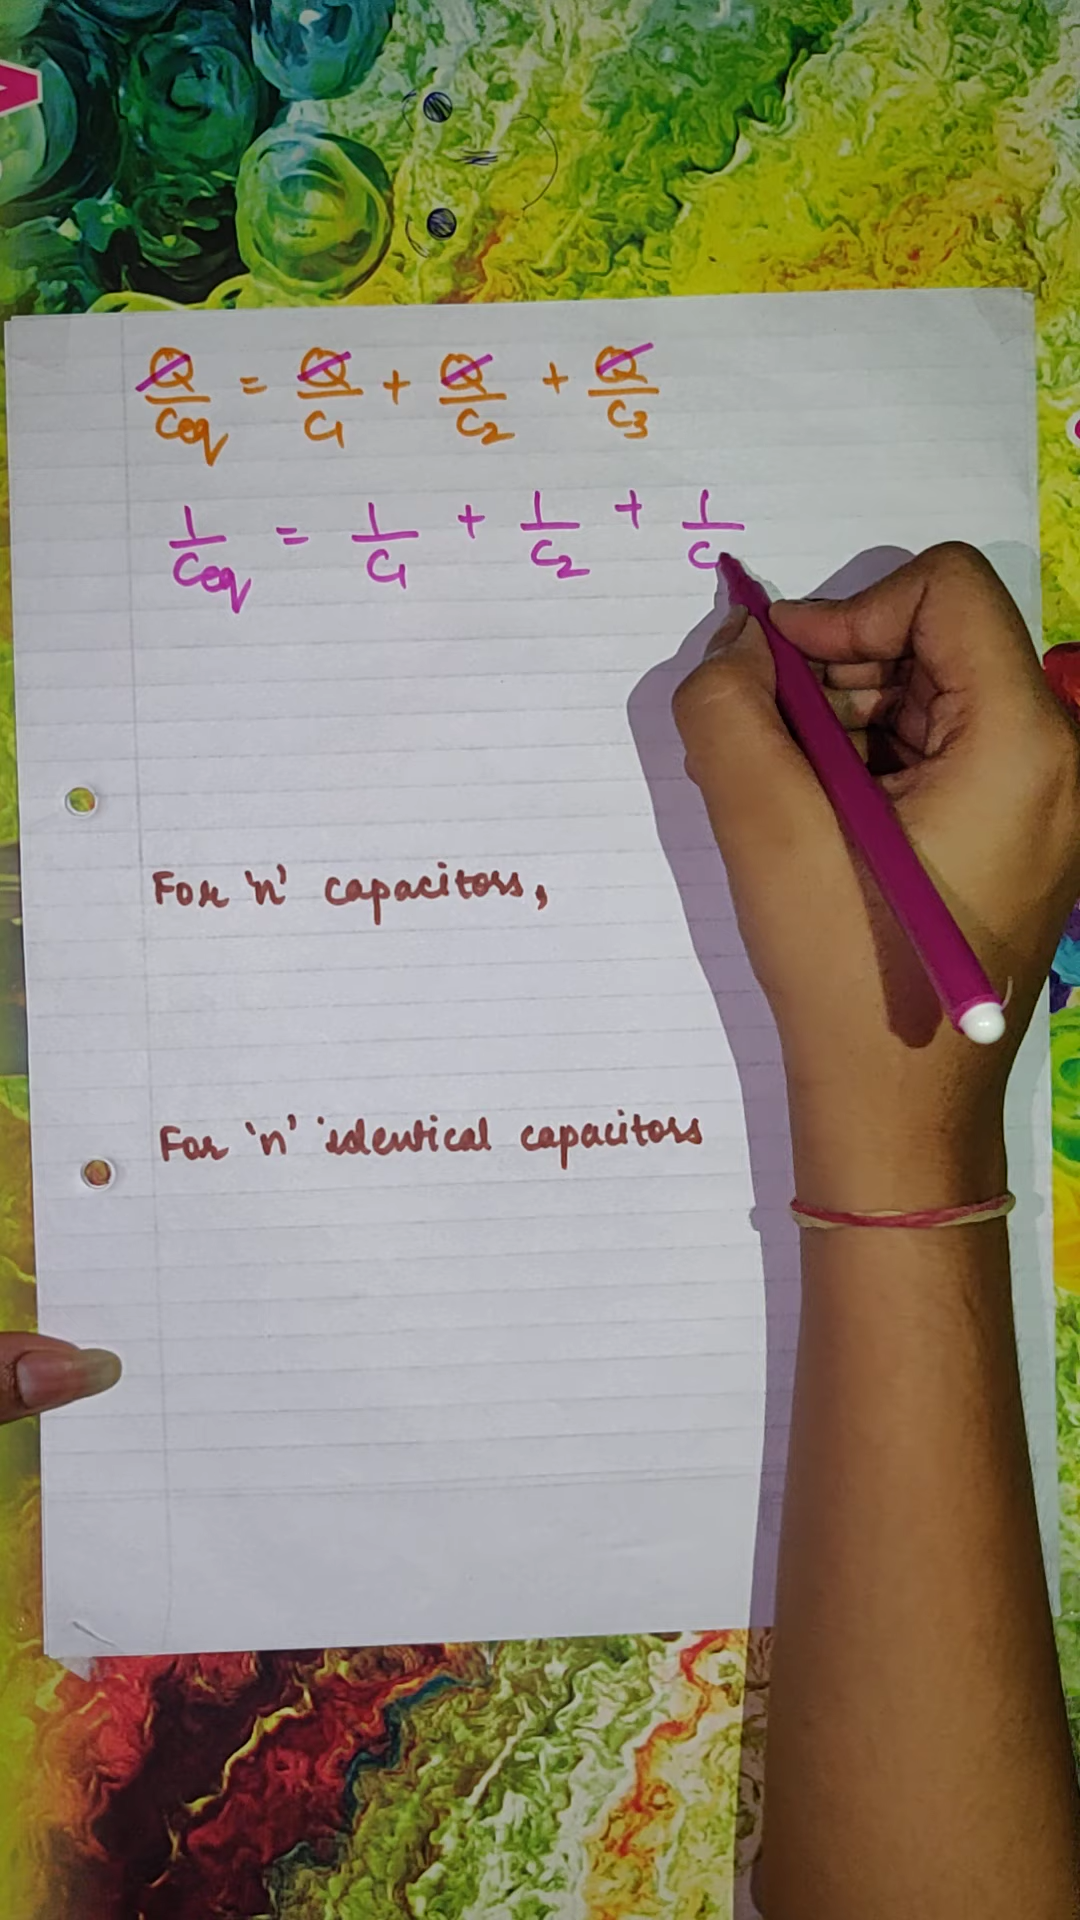 Q/Ceq = Q/C1 + Q/C2 + Q/C3
1/Ceq = 1/C1 + 1/C2 + 1/C
For 'n' capacitors,
For 'n' identical capacitors